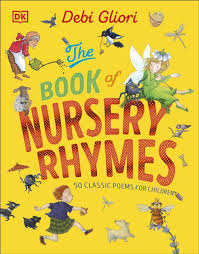 DK
Debi Gliori
The
BOOK of
NURSERY
RHYMES
50 CLASSIC POEMS FOR CHILDREN